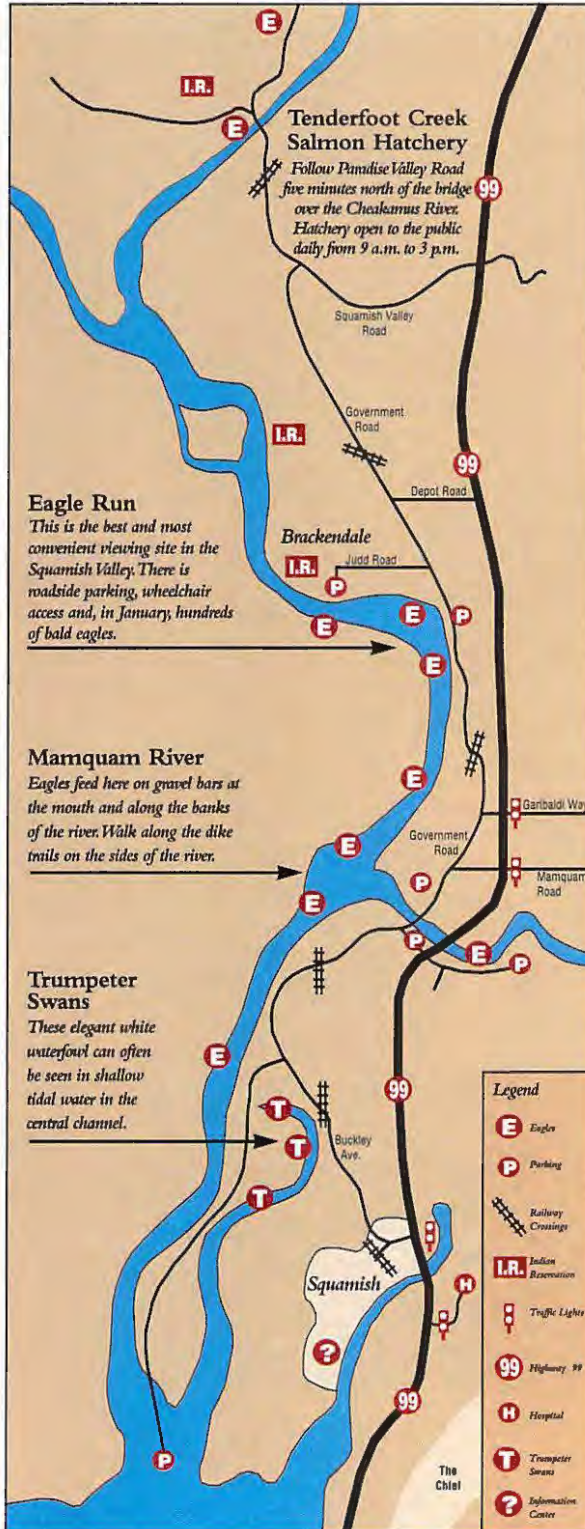 E
I.R.
E
Tenderfoot Creek
Salmon Hatchery
Follow Paradise Valley Road
five minutes north of the bridge
over the Cheakamus River.
Hatchery open to the public
daily from 9 a.m. to 3 p.m.
99
Squamish Valley
Road
Government
Road
I.R.
99
Depot Road
Eagle Run
This is the best and most
convenient viewing site in the
Squamish Valley. There is
roadside parking, wheelchair
access and, in January, hundreds
of bald eagles.
Brackendale
I.R.
Judd Road
P
E
E
P
E
Mamquam River
Eagles feed here on gravel bars at
the mouth and along the banks
of the river. Walk along the dike
trails on the sides of the river.
E
Garibaldi Way
Government
Road
E
Mamquam
Road
P
E
P
E
P
Trumpeter
Swans
These elegant white
waterfowl can often
be seen in shallow
tidal water in the
central channel.
E
99
T
T
Buckley
Ave.
T
Squamish
H
?
99
P
The
Chief
Legend
E Eagles
P Parking
Railway
Crossings
I.R. Indian
Reservation
Traffic Lights
99 Highway 99
H Hospital
T Trumpeter
Swans
? Information
Center